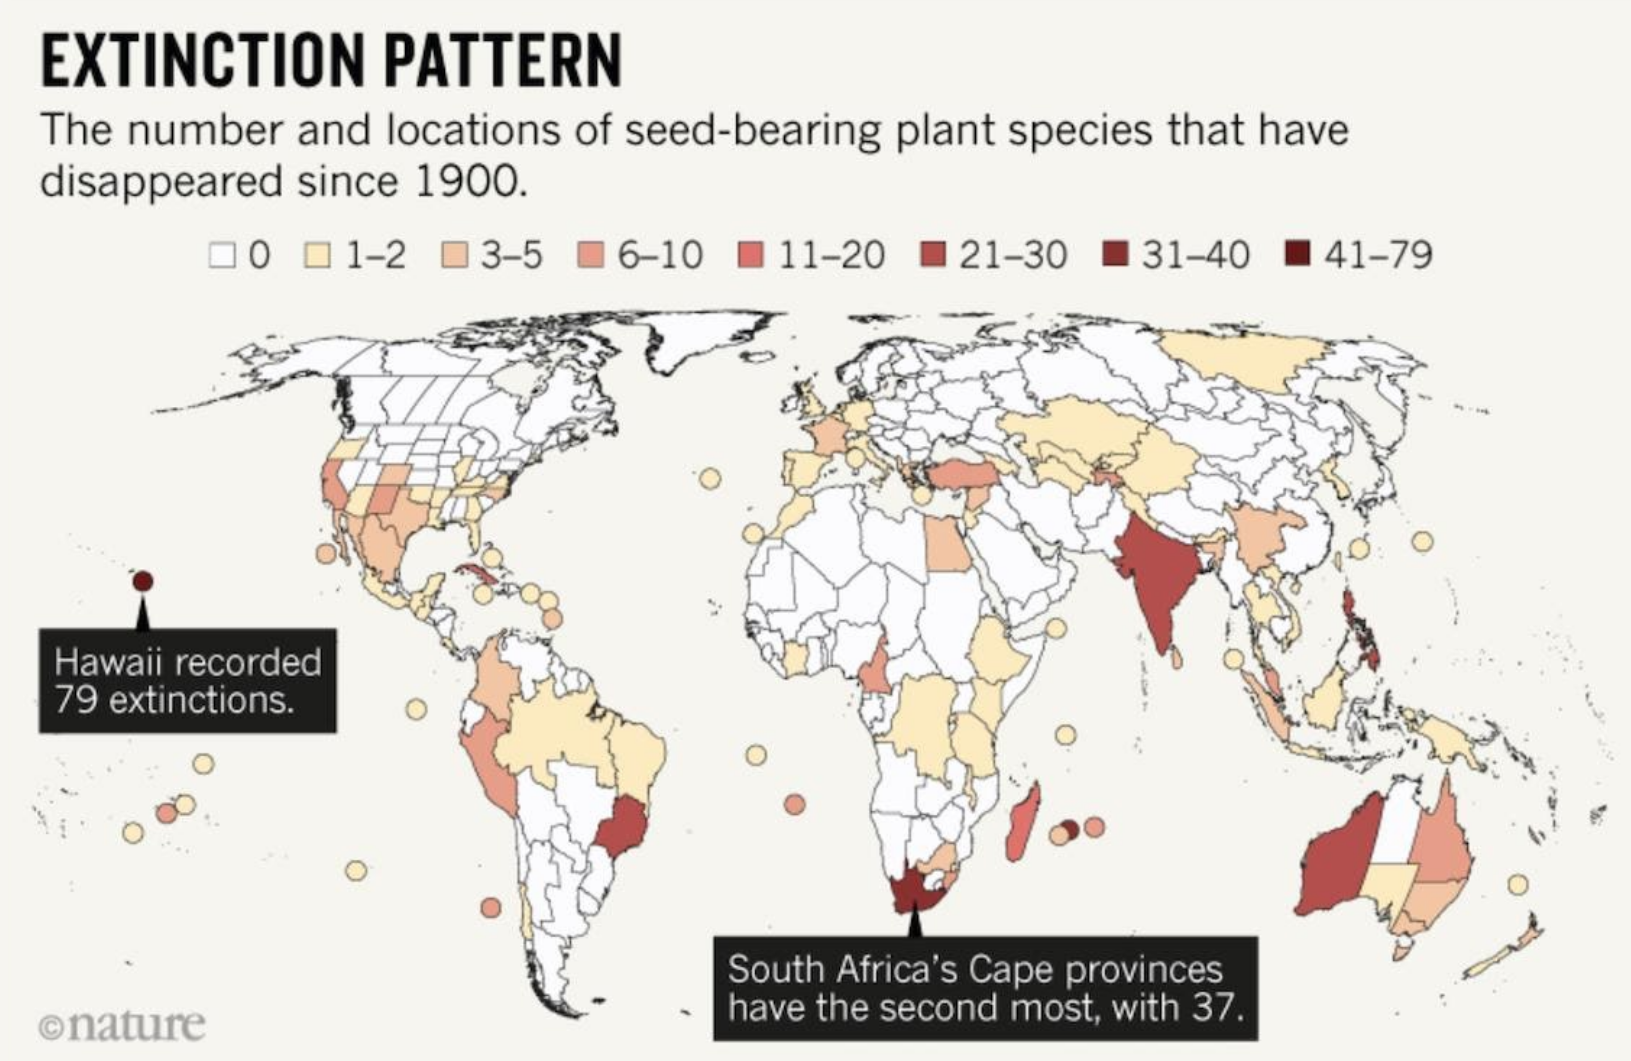 EXTINCTION PATTERN
The number and locations of seed-bearing plant species that have
disappeared since 1900.
0 1–2 3–5 6–10 11–20 21–30 31–40 41–79
Hawaii recorded
79 extinctions.
South Africa’s Cape provinces
have the second most, with 37.
©nature